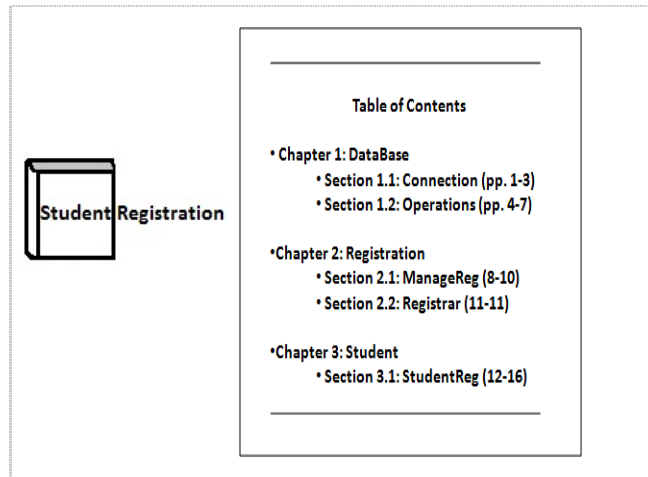 Student Registration
Table of Contents
• Chapter 1: DataBase
• Section 1.1: Connection (pp. 1-3)
• Section 1.2: Operations (pp. 4-7)
•Chapter 2: Registration
• Section 2.1: ManageReg (8-10)
• Section 2.2: Registrar (11-11)
•Chapter 3: Student
• Section 3.1: StudentReg (12-16)